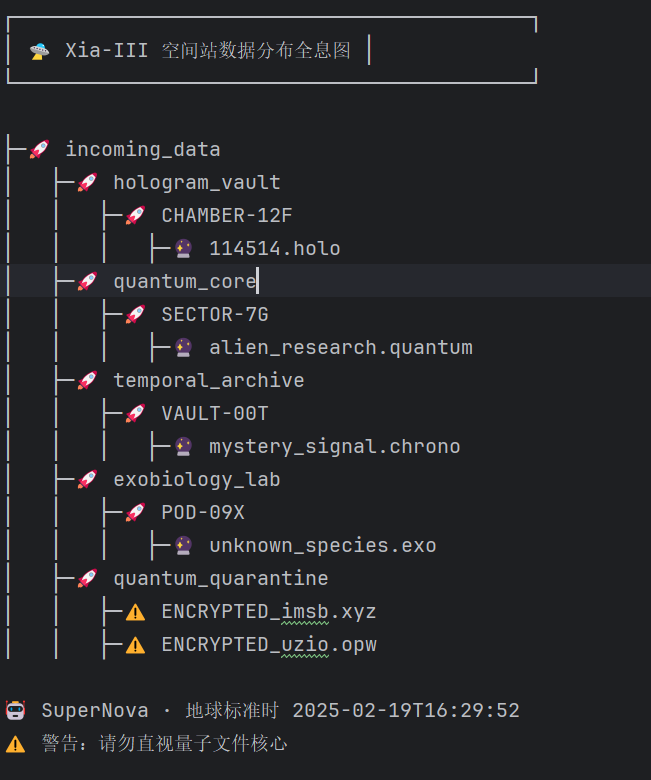 🛸 Xia-III 空间站数据分布全息图
├─🚀 incoming_data
│   ├─🚀 hologram_vault
│   │   ├─🚀 CHAMBER-12F
│   │   │   ├─🔮 114514.holo
│   ├─🚀 quantum_core
│   │   ├─🚀 SECTOR-7G
│   │   │   ├─🔮 alien_research.quantum
│   ├─🚀 temporal_archive
│   │   ├─🚀 VAULT-00T
│   │   │   ├─🔮 mystery_signal.chrono
│   ├─🚀 exobiology_lab
│   │   ├─🚀 POD-09X
│   │   │   ├─🔮 unknown_species.exo
│   ├─🚀 quantum_quarantine
│   │   ├─⚠️ ENCRYPTED_imsb.xyz
│   │   ├─⚠️ ENCRYPTED_uzio.opw
🤖 SuperNova · 地球标准时 2025-02-19T16:29:52
⚠️ 警告：请勿直视量子文件核心